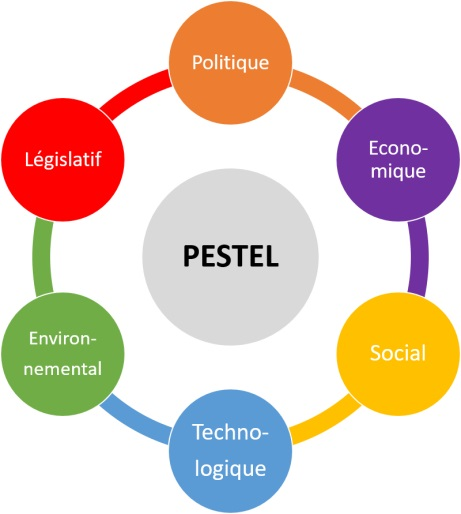 Politique
Econo-
mique
Social
Techno-
logique
Environ-
nemental
Législatif
PESTEL